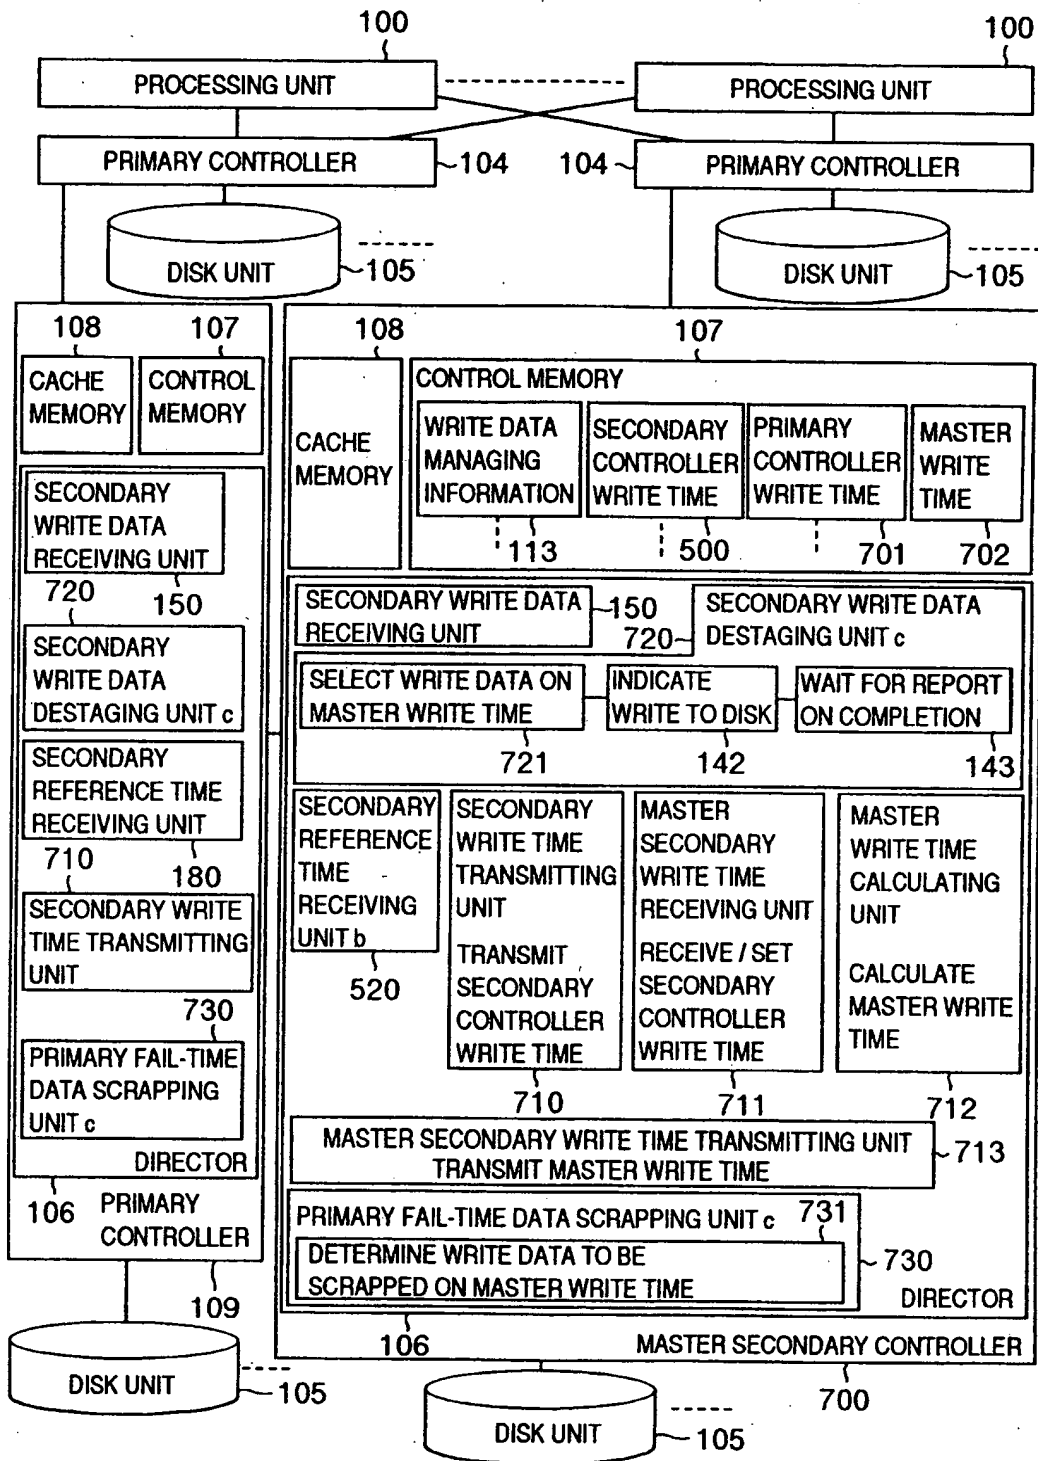 100
100
PROCESSING UNIT
PROCESSING UNIT
PRIMARY CONTROLLER
104
104
PRIMARY CONTROLLER
DISK UNIT
105
DISK UNIT
105
108
107
CACHE
MEMORY
CONTROL
MEMORY
SECONDARY
WRITE DATA
RECEIVING UNIT
720
150
SECONDARY
WRITE DATA
DESTAGING UNIT c
SECONDARY
REFERENCE TIME
RECEIVING UNIT
710
180
SECONDARY WRITE
TIME TRANSMITTING
UNIT
730
PRIMARY FAIL-TIME
DATA SCRAPPING
UNIT c
DIRECTOR
106
PRIMARY
CONTROLLER
109
DISK UNIT
105
108
107
CACHE
MEMORY
CONTROL MEMORY
WRITE DATA
MANAGING
INFORMATION
SECONDARY
CONTROLLER
WRITE TIME
PRIMARY
CONTROLLER
WRITE TIME
MASTER
WRITE
TIME
113
500
701
702
SECONDARY WRITE DATA
RECEIVING UNIT
150
720
SECONDARY WRITE DATA
DESTAGING UNIT c
SELECT WRITE DATA ON
MASTER WRITE TIME
INDICATE
WRITE TO DISK
WAIT FOR REPORT
ON COMPLETION
721
142
143
SECONDARY
REFERENCE
TIME
RECEIVING
UNIT b
520
SECONDARY
WRITE TIME
TRANSMITTING
UNIT
TRANSMIT
SECONDARY
CONTROLLER
WRITE TIME
710
MASTER
SECONDARY
WRITE TIME
RECEIVING UNIT
RECEIVE / SET
SECONDARY
CONTROLLER
WRITE TIME
711
MASTER
WRITE TIME
CALCULATING
UNIT
CALCULATE
MASTER WRITE
TIME
712
MASTER SECONDARY WRITE TIME TRANSMITTING UNIT
TRANSMIT MASTER WRITE TIME
713
PRIMARY FAIL-TIME DATA SCRAPPING UNIT c
731
DETERMINE WRITE DATA TO BE
SCRAPPED ON MASTER WRITE TIME
730
DIRECTOR
106
MASTER SECONDARY CONTROLLER
700
DISK UNIT
105